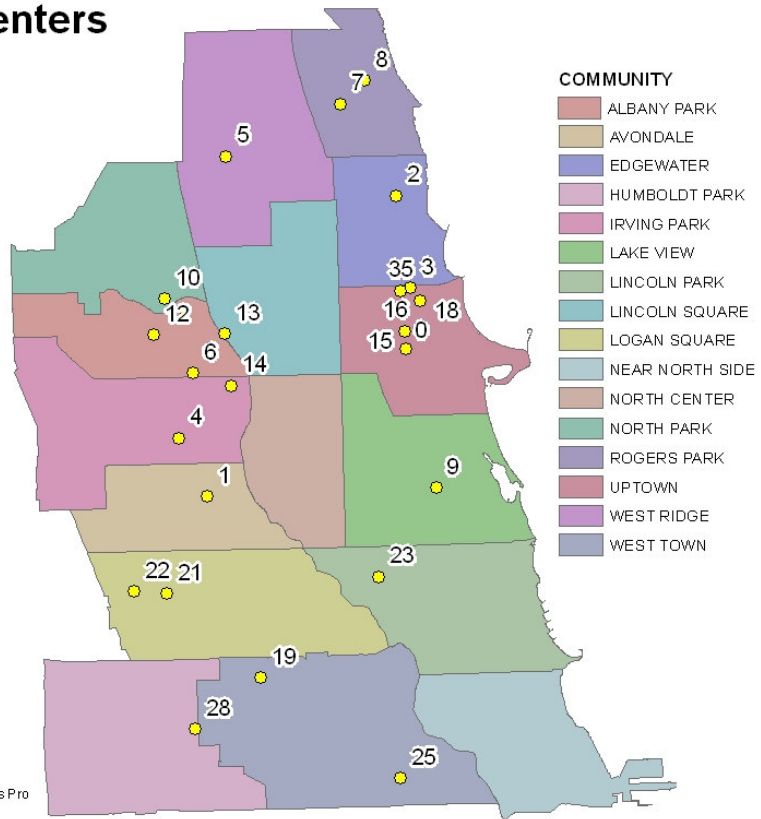 enters
8
7
5
2
10
35 3
12
13
16
18
0
15
6
14
4
1
9
22 21
23
19
28
25
s Pro
COMMUNITY
ALBANY PARK
AVONDALE
EDGEWATER
HUMBOLDT PARK
IRVING PARK
LAKE VIEW
LINCOLN PARK
LINCOLN SQUARE
LOGAN SQUARE
NEAR NORTH SIDE
NORTH CENTER
NORTH PARK
ROGERS PARK
UPTOWN
WEST RIDGE
WEST TOWN